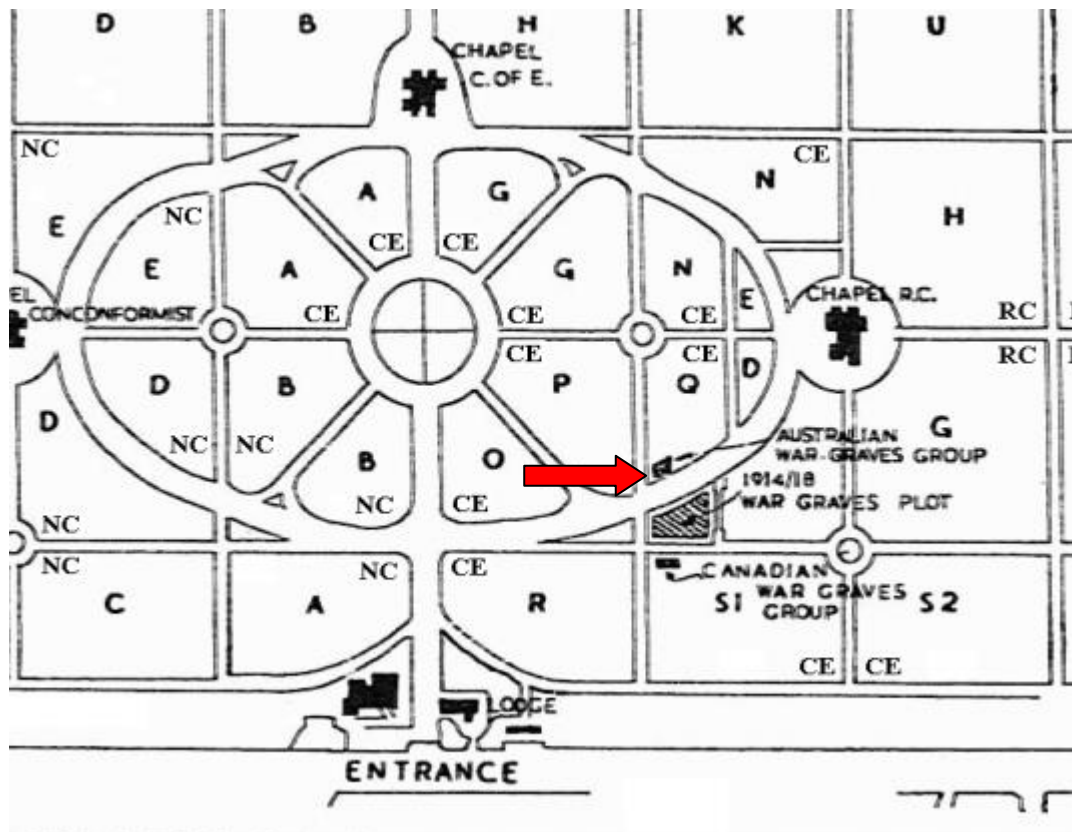 D B H K U
CHAPEL
C. OF E.
NC CE
N
A G
NC
E H
CE CE
E A G N
E
EL CHAPEL R.C.
CONCONFORMIST CE CE CE RC
CE CE RC
D B P Q D
D G
AUSTRALIAN
WAR GRAVES GROUP
NC NC
B O
1914/18
WAR GRAVES PLOT
NC CE
NC
NC NC CE
CANADIAN
WAR GRAVES
GROUP
C A R S1 S2
CE CE
LODGE
ENTRANCE